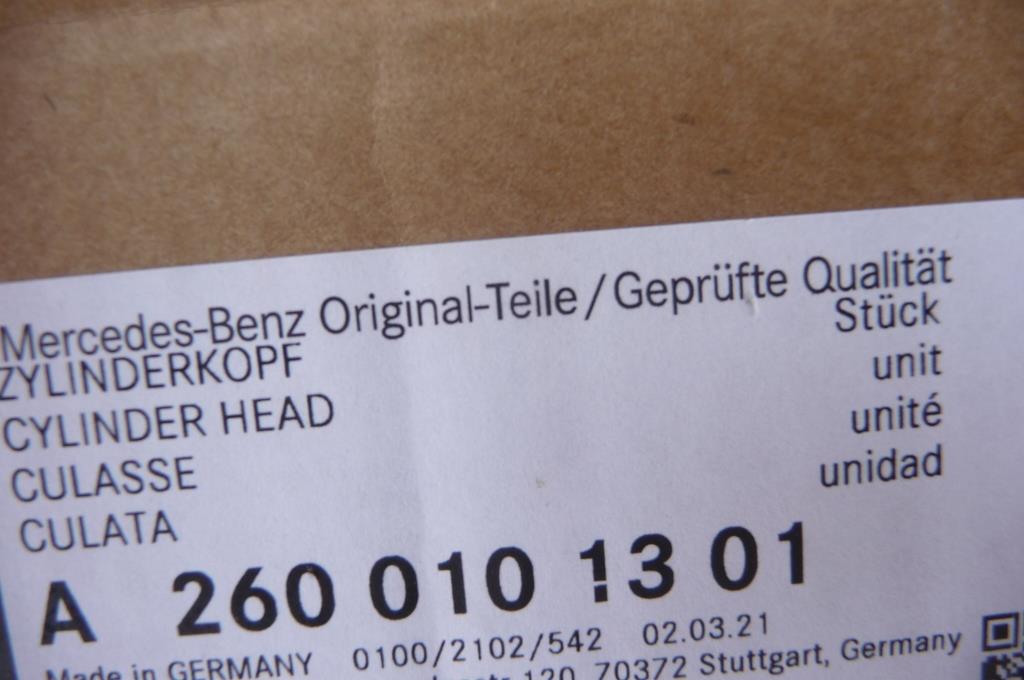 Mercedes-Benz Original-Teile/Geprüfte Qualität
ZYLINDERKOPF Stück
CYLINDER HEAD unit
CULASSE unité
CULATA unidad
A 260 010 13 01
Made in GERMANY 0100/2102/542 02.03.21
120, 70372 Stuttgart, Germany